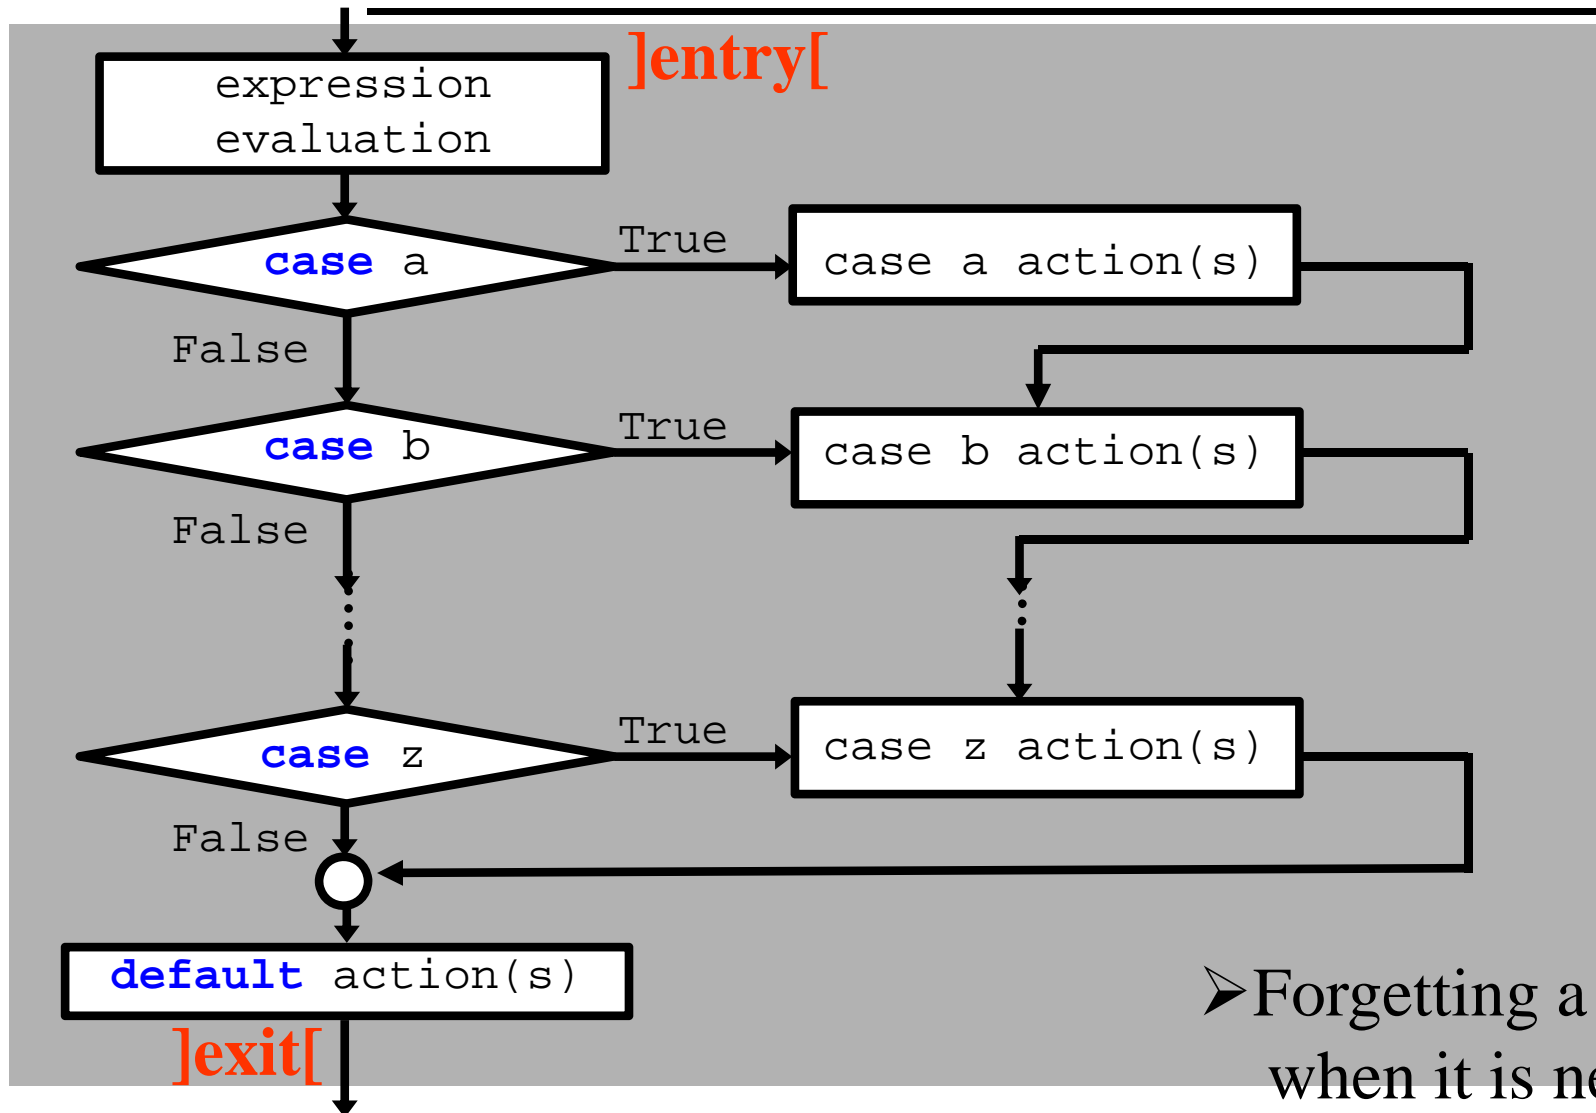 ]entry[
expression
evaluation
case a
True
case a action(s)
False
case b
True
case b action(s)
False
case z
True
case z action(s)
False
default action(s)
]exit[
➢Forgetting a
when it is